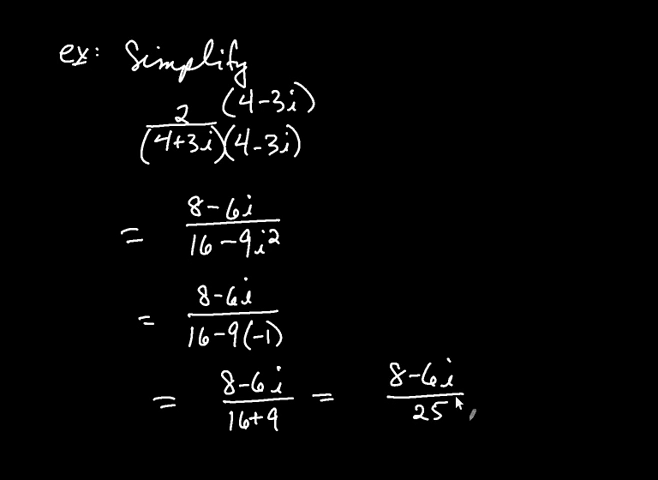 ex: Simplify
2 (4-3i)
(4+3i)(4-3i)
8-6i
= 16-9i²
8-6i
= 16-9(-1)
8-6i 8-6i
= 16+9 = 25